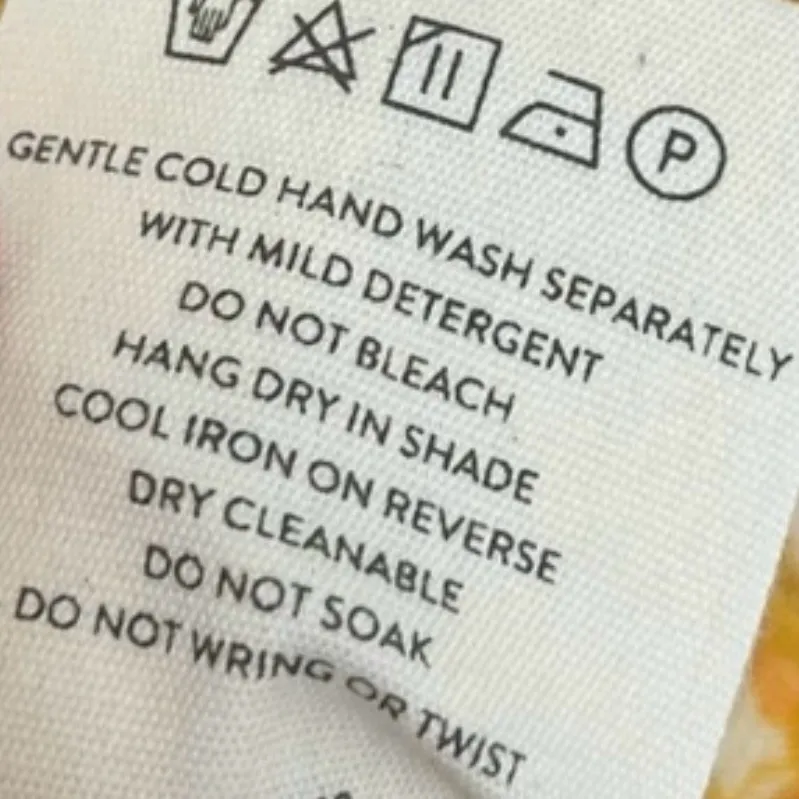 P
GENTLE COLD HAND WASH SEPARATELY
WITH MILD DETERGENT
DO NOT BLEACH
HANG DRY IN SHADE
COOL IRON ON REVERSE
DRY CLEANABLE
DO NOT SOAK
DO NOT WRING OR TWIST